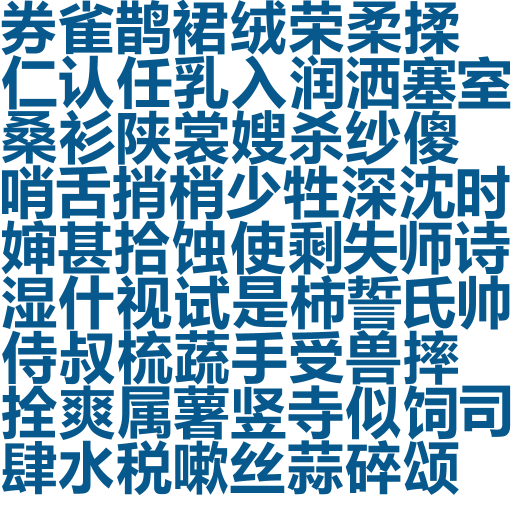 券雀鹊裙绒荣柔揉
仁认任乳入润洒塞室
桑衫陕裳嫂杀纱傻
哨舌捎梢少牲深沈时
婶甚拾蚀使剩失师诗
湿什视试是柿誓氏帅
侍叔梳蔬手受兽摔
拴爽属薯竖寺似饲司
肆水税嗽丝蒜碎颂